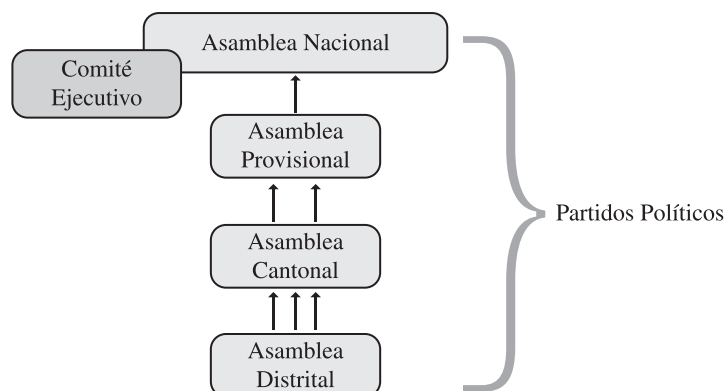 Asamblea Nacional
Comité
Ejecutivo
Asamblea
Provisional
Partidos Políticos
Asamblea
Cantonal
Asamblea
Distrital